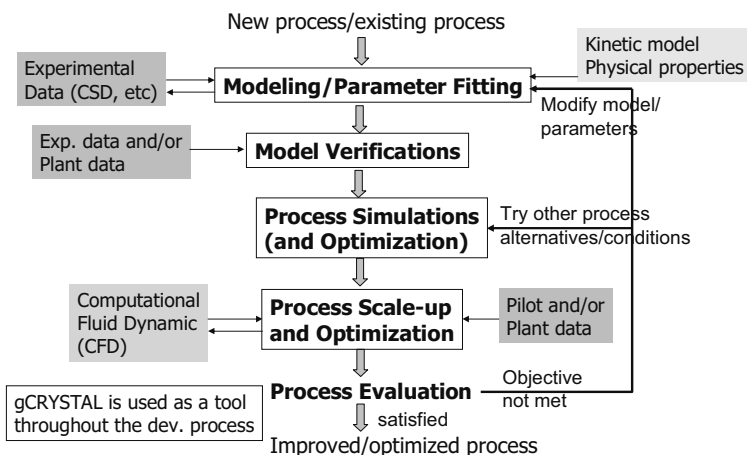 New process/existing process
Experimental
Data (CSD, etc)
Modeling/Parameter Fitting
Kinetic model
Physical properties
Modify model/
parameters
Exp. data and/or
Plant data
Model Verifications
Process Simulations
(and Optimization)
Try other process
alternatives/conditions
Computational
Fluid Dynamic
(CFD)
Process Scale-up
and Optimization
Pilot and/or
Plant data
Process Evaluation
Objective
not met
gCRYSTAL is used as a tool
throughout the dev. process
satisfied
Improved/optimized process